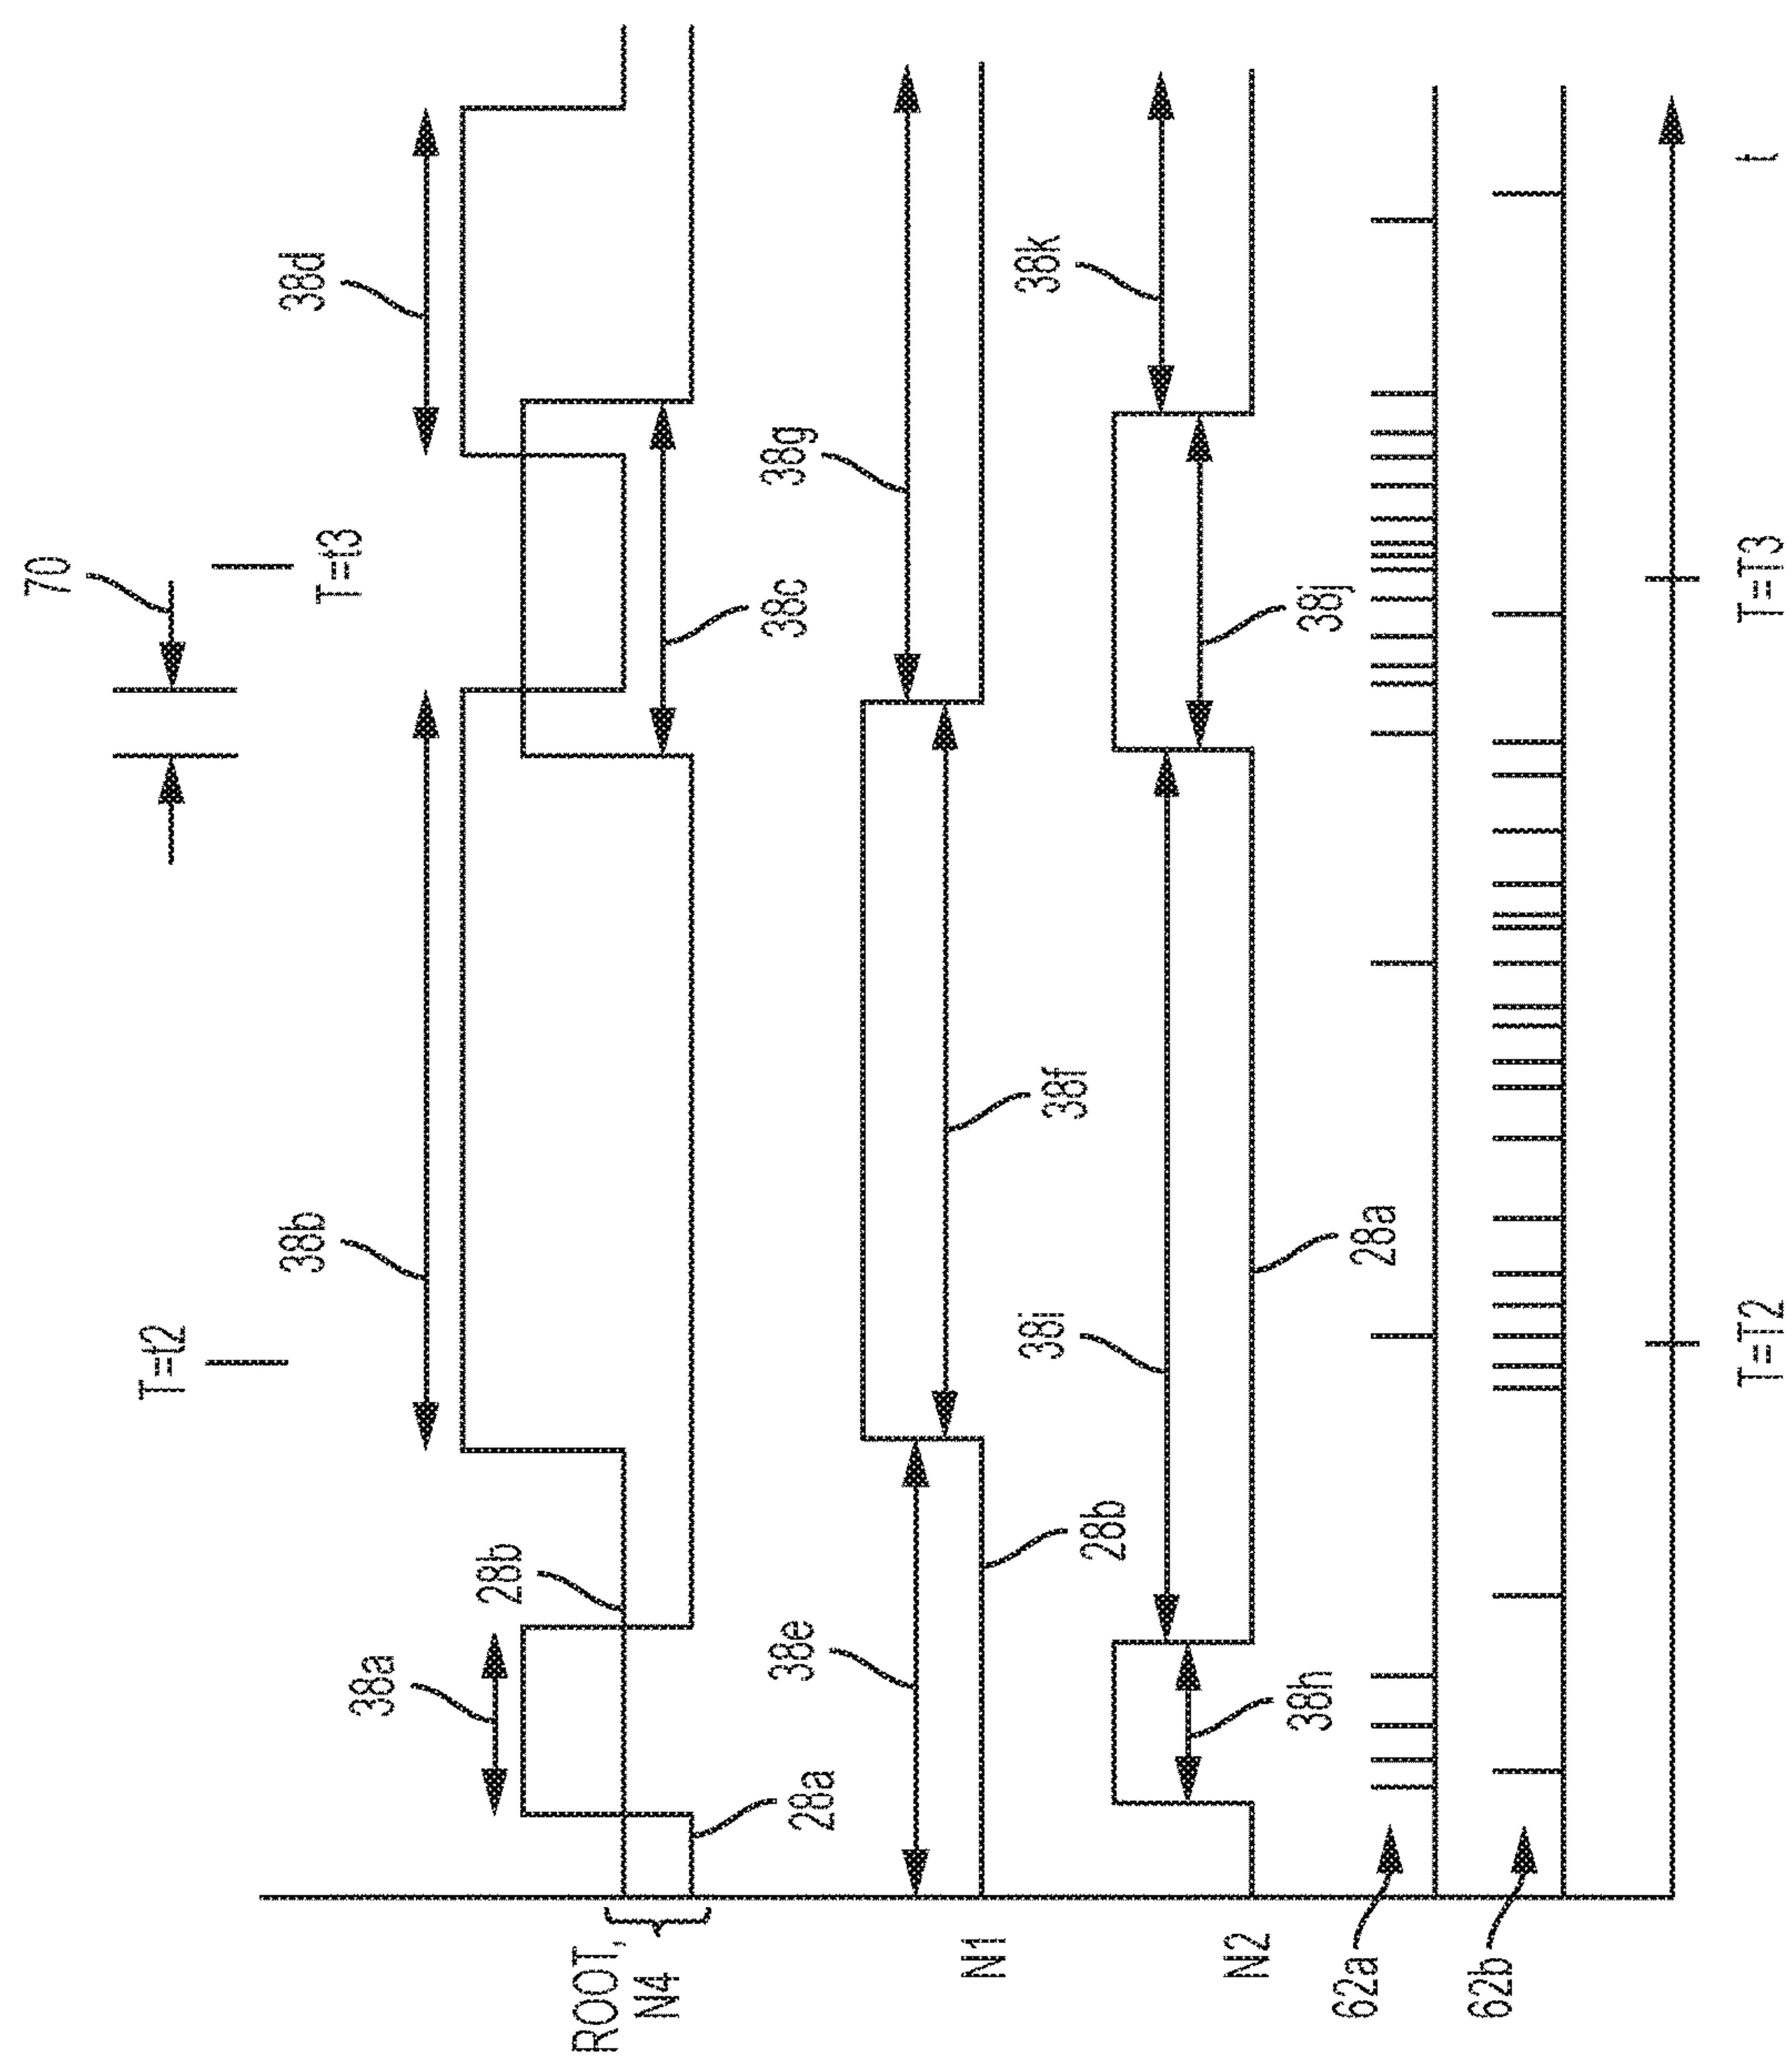 70
T=t2
T=t3
38b
38d
38a
28b
ROOT,
N4
28a
38c
38g
38e
N1
28b
38f
38i
38k
N2
38h
38j
28a
62a
62b
T=T2
T=T3
t